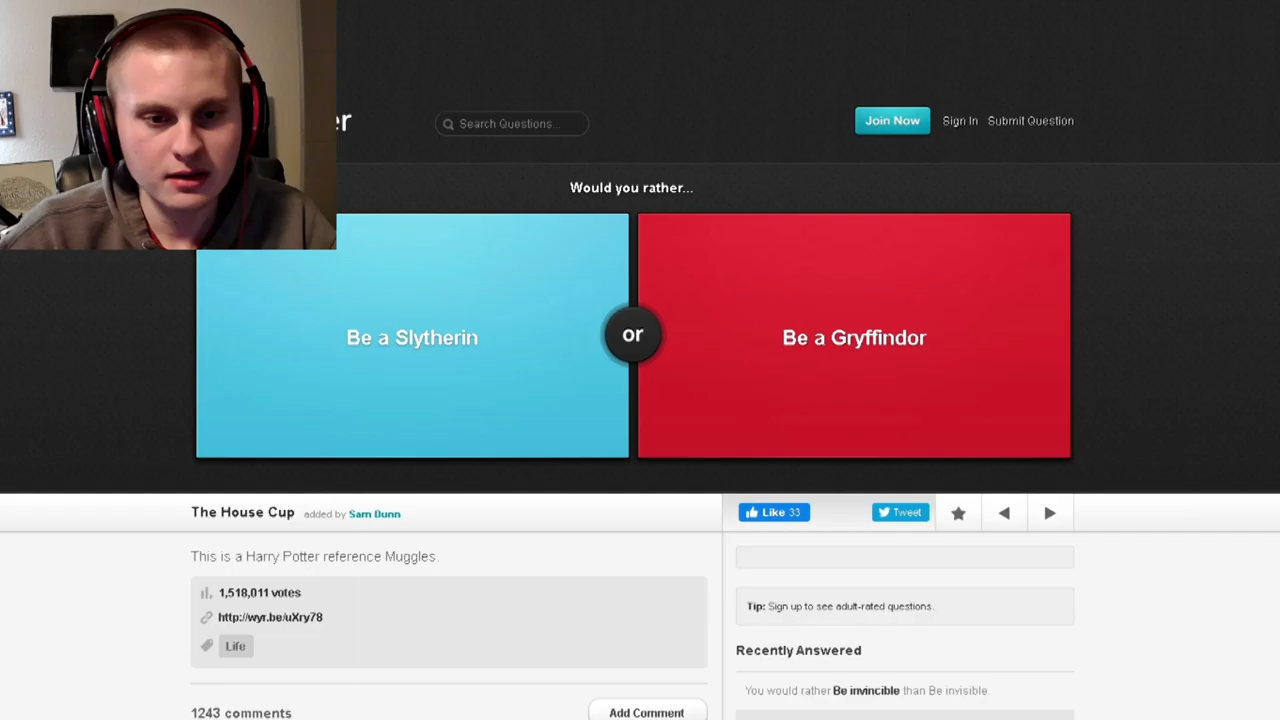 er
Search Questions...
Join Now
Sign In
Submit Question
Would you rather...
Be a Slytherin
or
Be a Gryffindor
The House Cup added by Sam Dunn
Like 33
Tweet
This is a Harry Potter reference Muggles.
1,518,011 votes
http://wyr.be/uXry78
Life
Tip: Sign up to see adult-rated questions.
Recently Answered
You would rather Be invincible than Be invisible.
1243 comments
Add Comment